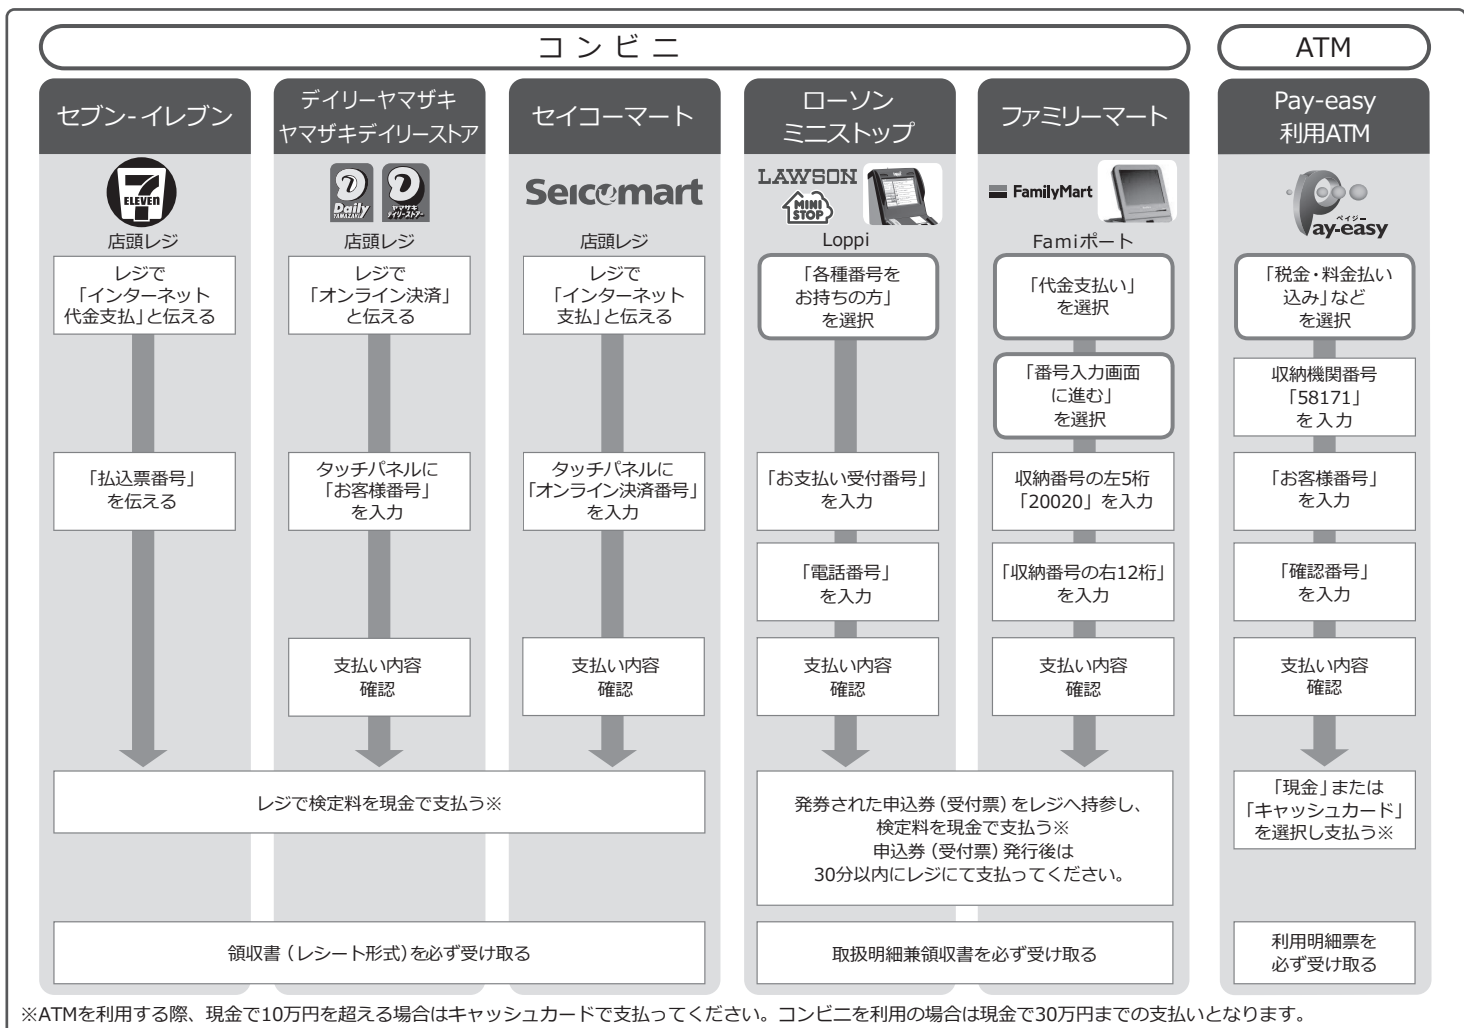 コンビニ
ATM
セブン-イレブン
7
ELEVEN
店頭レジ
レジで
「インターネット
代金支払」と伝える
「払込票番号」
を伝える
デイリーヤマザキ
ヤマザキデイリーストア
Daily
YAMAZAKI
ヤマザキ
デイリーストアー
店頭レジ
レジで
「オンライン決済」
と伝える
タッチパネルに
「お客様番号」
を入力
支払い内容
確認
セイコーマート
Seicomart
店頭レジ
レジで
「インターネット
支払」と伝える
タッチパネルに
「オンライン決済番号」
を入力
支払い内容
確認
レジで検定料を現金で支払う※
領収書（レシート形式）を必ず受け取る
ローソン
ミニストップ
LAWSON
MINI
STOP
Loppi
「各種番号を
お持ちの方」
を選択
「お支払い受付番号」
を入力
「電話番号」
を入力
支払い内容
確認
ファミリーマート
FamilyMart
Famiポート
「代金支払い」
を選択
「番号入力画面
に進む」
を選択
収納番号の左5桁
「20020」を入力
「収納番号の右12桁」
を入力
支払い内容
確認
発券された申込券（受付票）をレジへ持参し、
検定料を現金で支払う※
申込券（受付票）発行後は
30分以内にレジにて支払ってください。
取扱明細兼領収書を必ず受け取る
Pay-easy
利用ATM
ペイジー
Pay-easy
「税金・料金払い
込み」など
を選択
収納機関番号
「58171」
を入力
「お客様番号」
を入力
「確認番号」
を入力
支払い内容
確認
「現金」または
「キャッシュカード」
を選択し支払う※
利用明細票を
必ず受け取る
※ATMを利用する際、現金で10万円を超える場合はキャッシュカードで支払ってください。コンビニを利用の場合は現金で30万円までの支払いとなります。